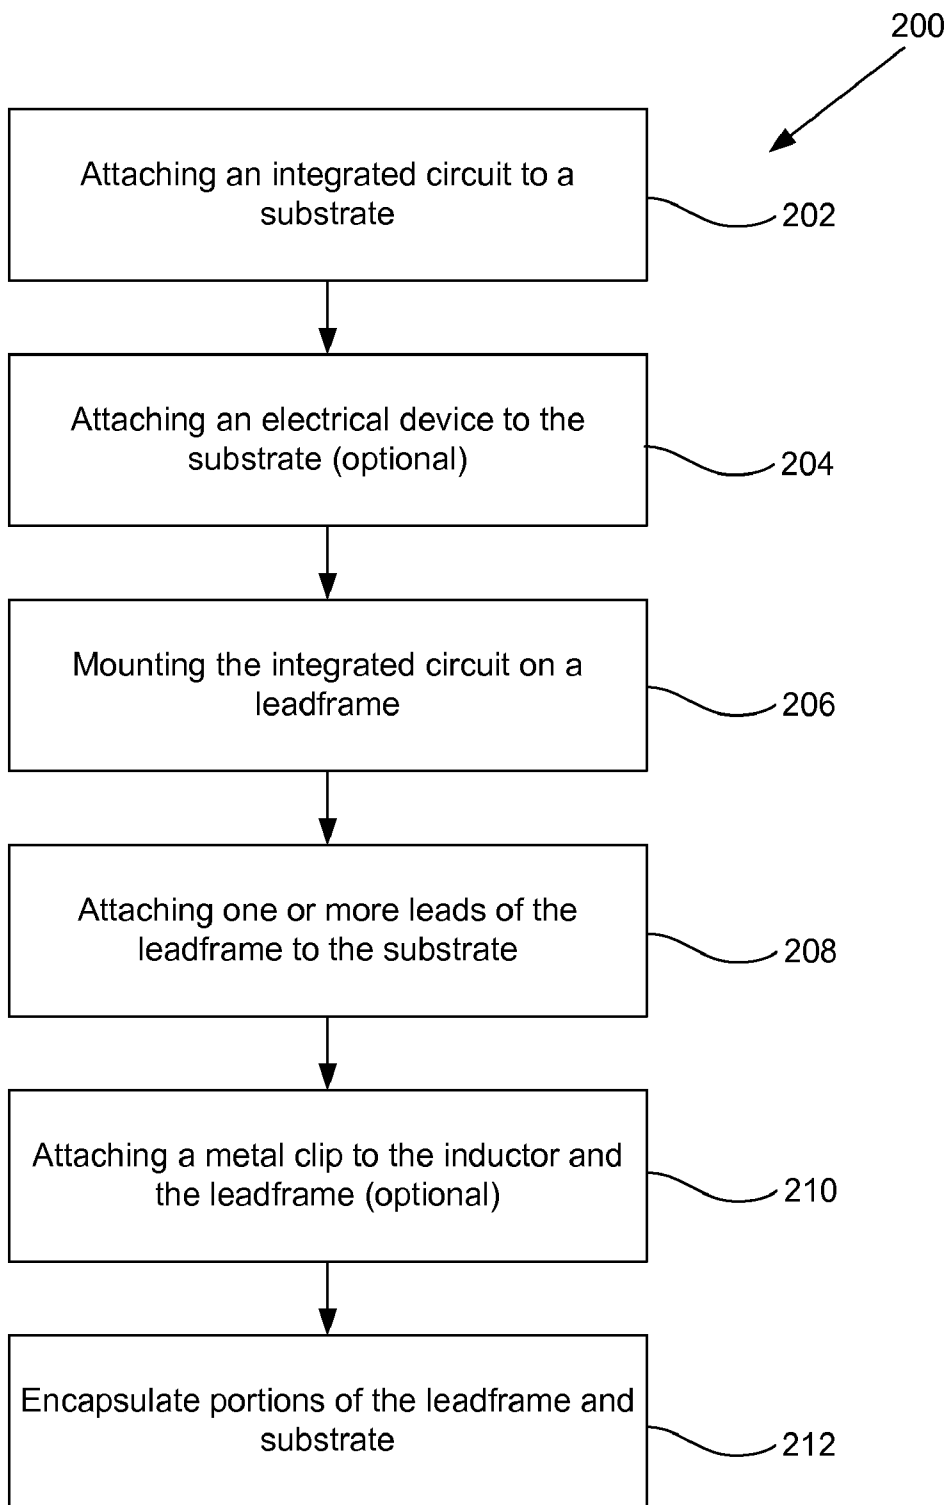 200
Attaching an integrated circuit to a
substrate
202
Attaching an electrical device to the
substrate (optional)
204
Mounting the integrated circuit on a
leadframe
206
Attaching one or more leads of the
leadframe to the substrate
208
Attaching a metal clip to the inductor and
the leadframe (optional)
210
Encapsulate portions of the leadframe and
substrate
212